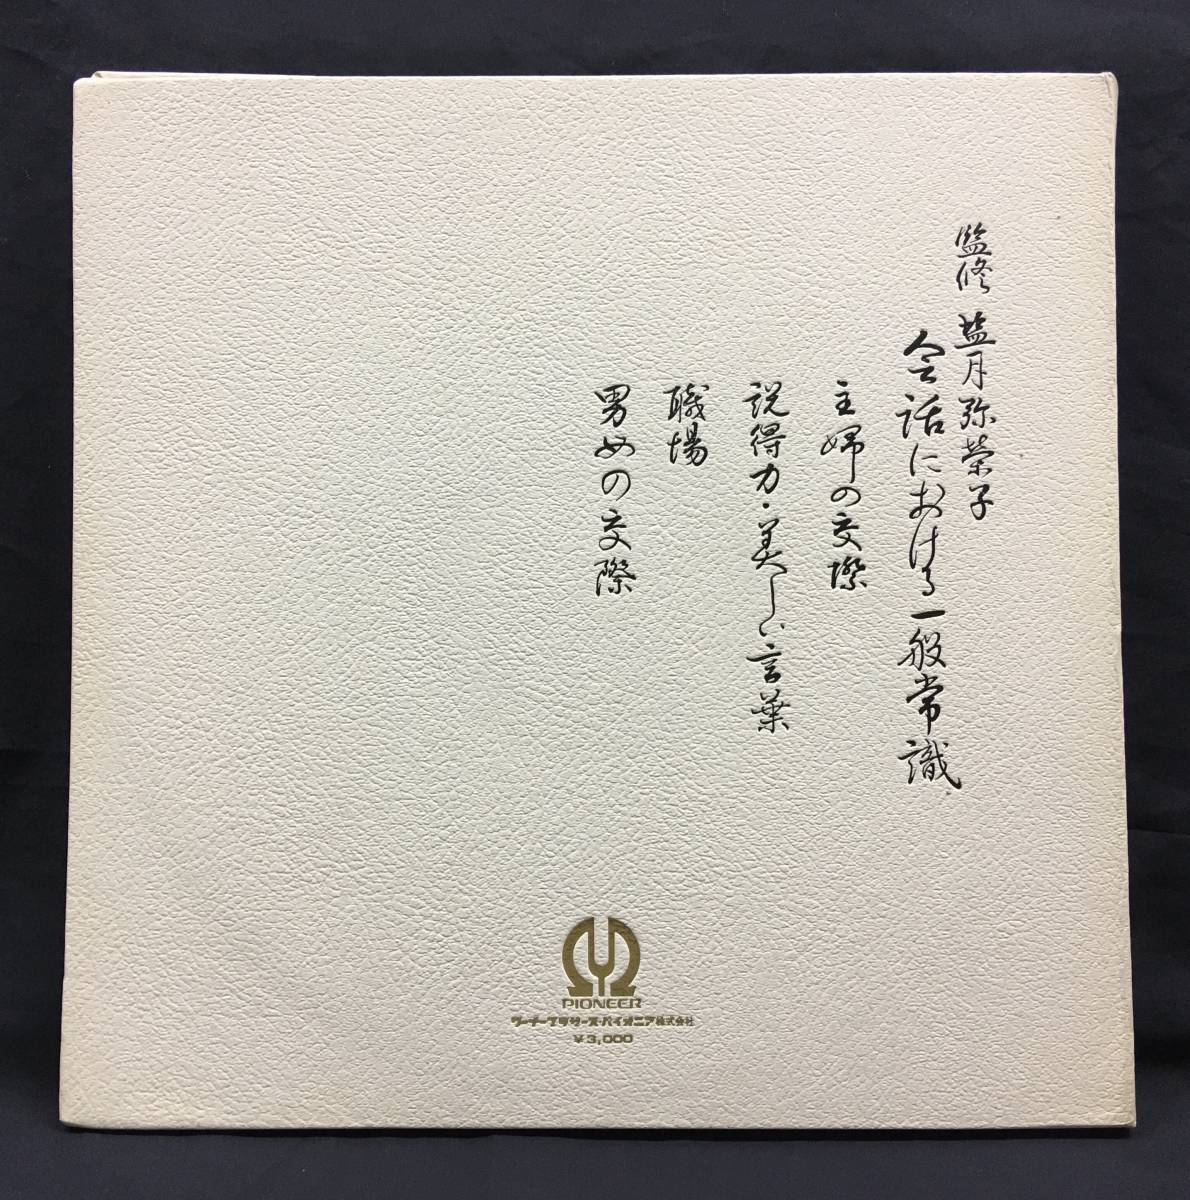 監修 藍月弥榮子
会話における一般常識
主婦の交際
説得力・美しい言葉
職場
男女の交際
PIONEER
ワーナー・ブラザース・パイオニア株式会社
¥3,000